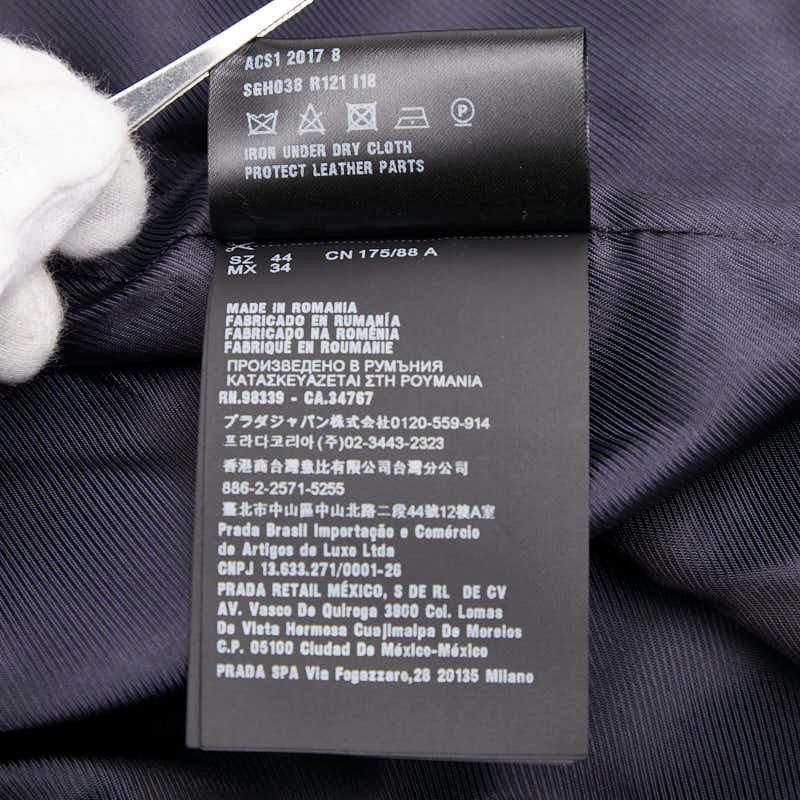 ACS1 2017 8
SGH038 R121 I18
IRON UNDER DRY CLOTH
PROTECT LEATHER PARTS
SZ 44 CN 175/88 A
MX 34
MADE IN ROMANIA
FABRICADO EN RUMANÍA
FABRICADO NA ROMÊNIA
FABRIQUÉ EN ROUMANIE
ПРОИЗВЕДЕНО В РУМЪНИЯ
ΚΑΤΑΣΚΕΥΑΖΕΤΑΙ ΣΤΗ ΡΟΥΜΑΝΙΑ
RN.98339 - CA.34767
プラダジャパン株式会社0120-559-914
프라다코리아(주)02-3443-2323
香港商台灣意比有限公司台灣分公司
886-2-2571-5255
臺北市中山區中山北路二段44號12樓A室
Prada Brasil Importação e Comércio
de Artigos de Luxo Ltda
CNPJ 13.633.271/0001-26
PRADA RETAIL MÉXICO, S DE RL DE CV
AV. Vasco De Quiroga 3800 Col. Lomas
De Vista Hermosa Cuajimalpa De Morelos
C.P. 05100 Ciudad De México-México
PRADA SPA Via Fogazzaro,28 20135 Milano